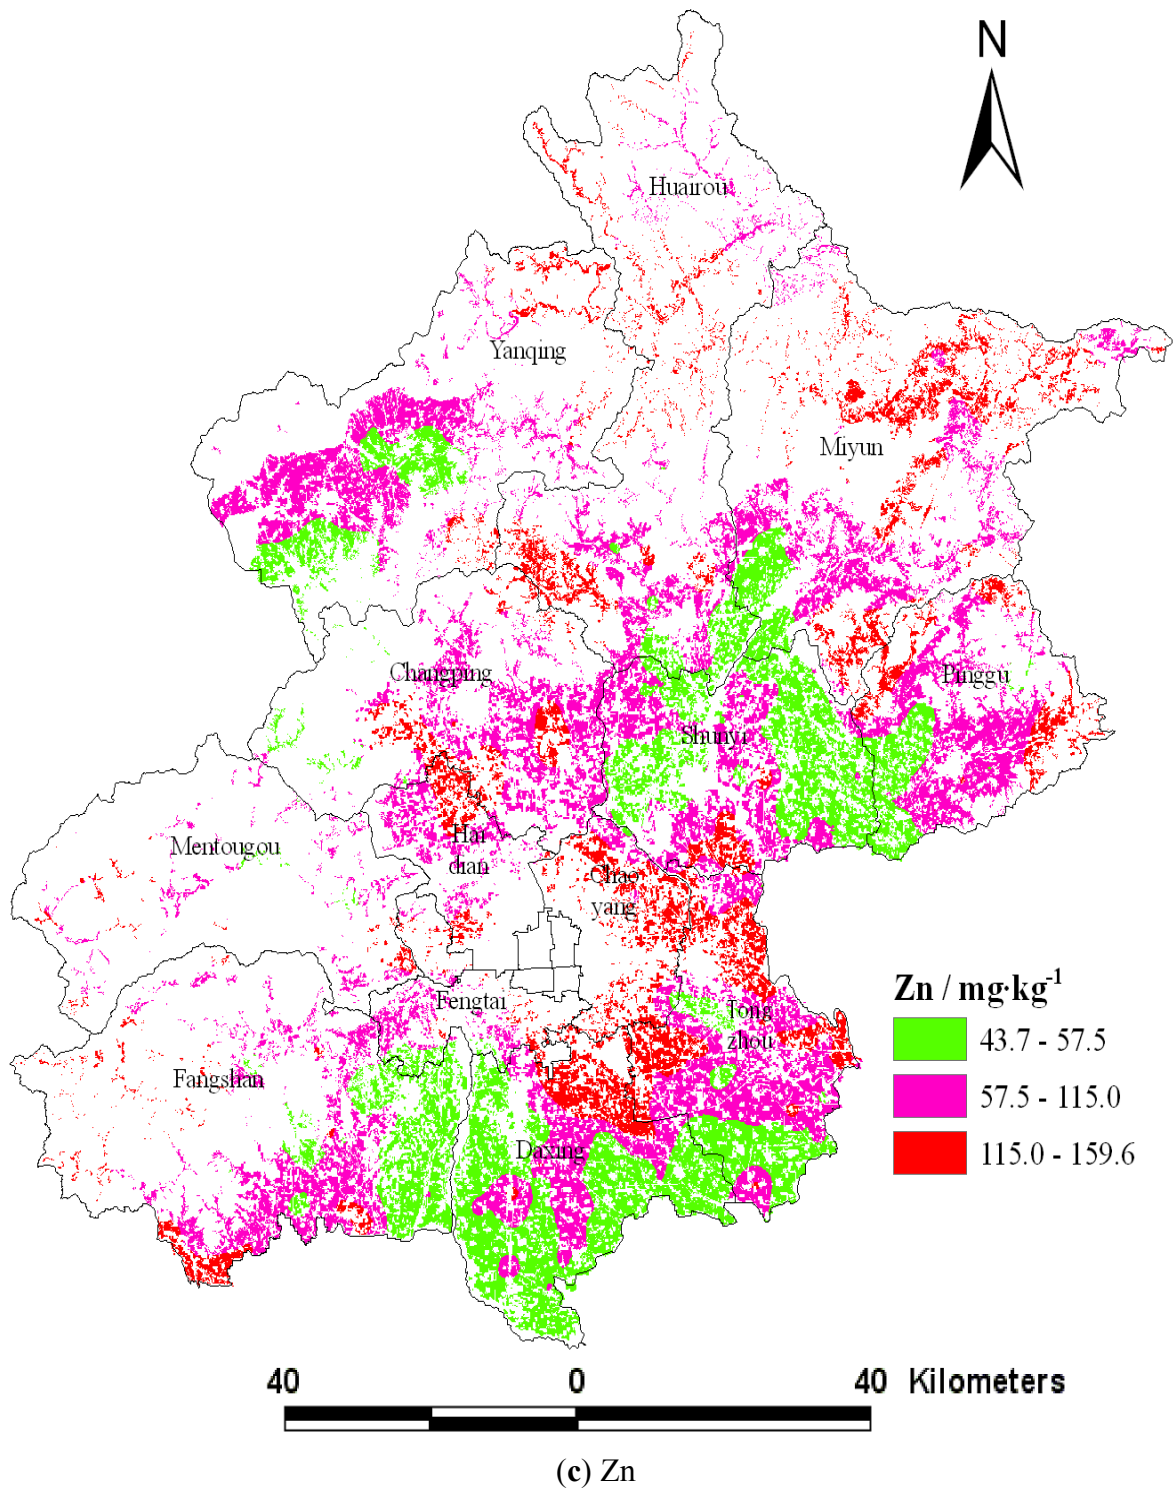 N
Huairou
Yanqing
Miyun
Changping
Pinggu
Shunyi
Mentougou
Hai
dian
Chao
yang
Fengtai
Tong
zhou
Fangshan
Daxing
Zn / mg·kg⁻¹
43.7 - 57.5
57.5 - 115.0
115.0 - 159.6
40 0 40 Kilometers
(c) Zn